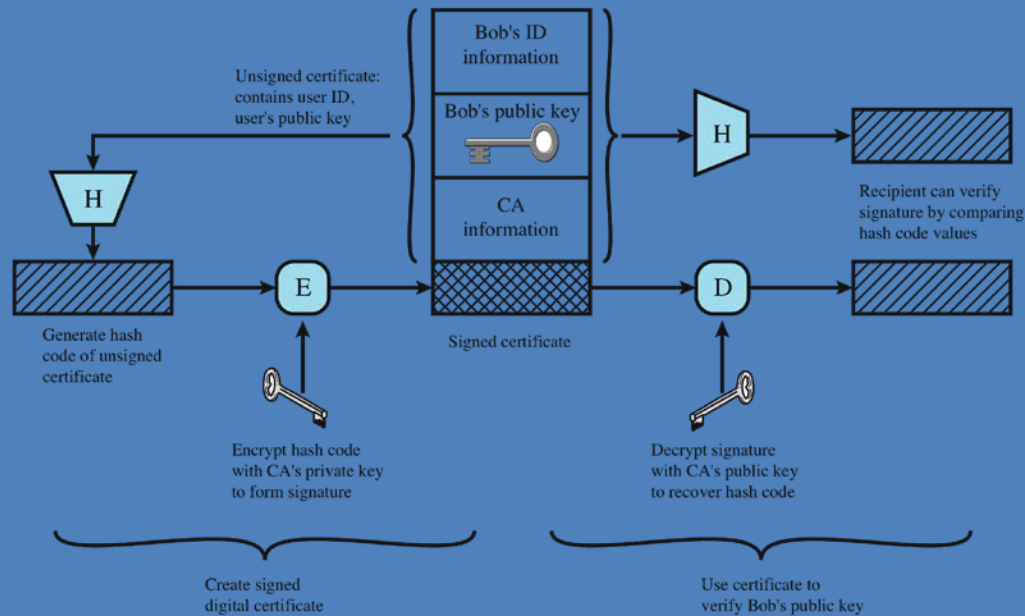 Bob's ID
information
Unsigned certificate:
contains user ID,
user's public key
Bob's public key
H
H
CA
information
Recipient can verify
signature by comparing
hash code values
E
D
Generate hash
code of unsigned
certificate
Signed certificate
Encrypt hash code
with CA's private key
to form signature
Decrypt signature
with CA's public key
to recover hash code
Create signed
digital certificate
Use certificate to
verify Bob's public key